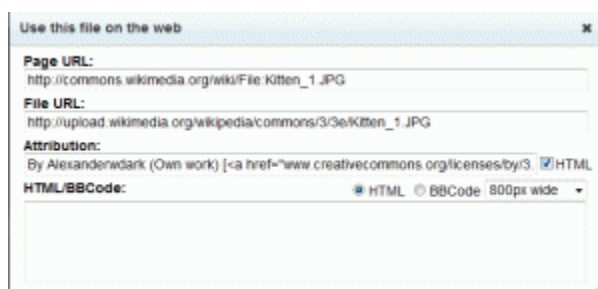 Use this file on the web
Page URL:
http://commons.wikimedia.org/wiki/File:Kitten_1.JPG
File URL:
http://upload.wikimedia.org/wikipedia/commons/3/3e/Kitten_1.JPG
Attribution:
By Alexanderwdark (Own work) [<a href="www.creativecommons.org/licenses/by/3. HTML
HTML/BBCode: HTML BBCode 800px wide